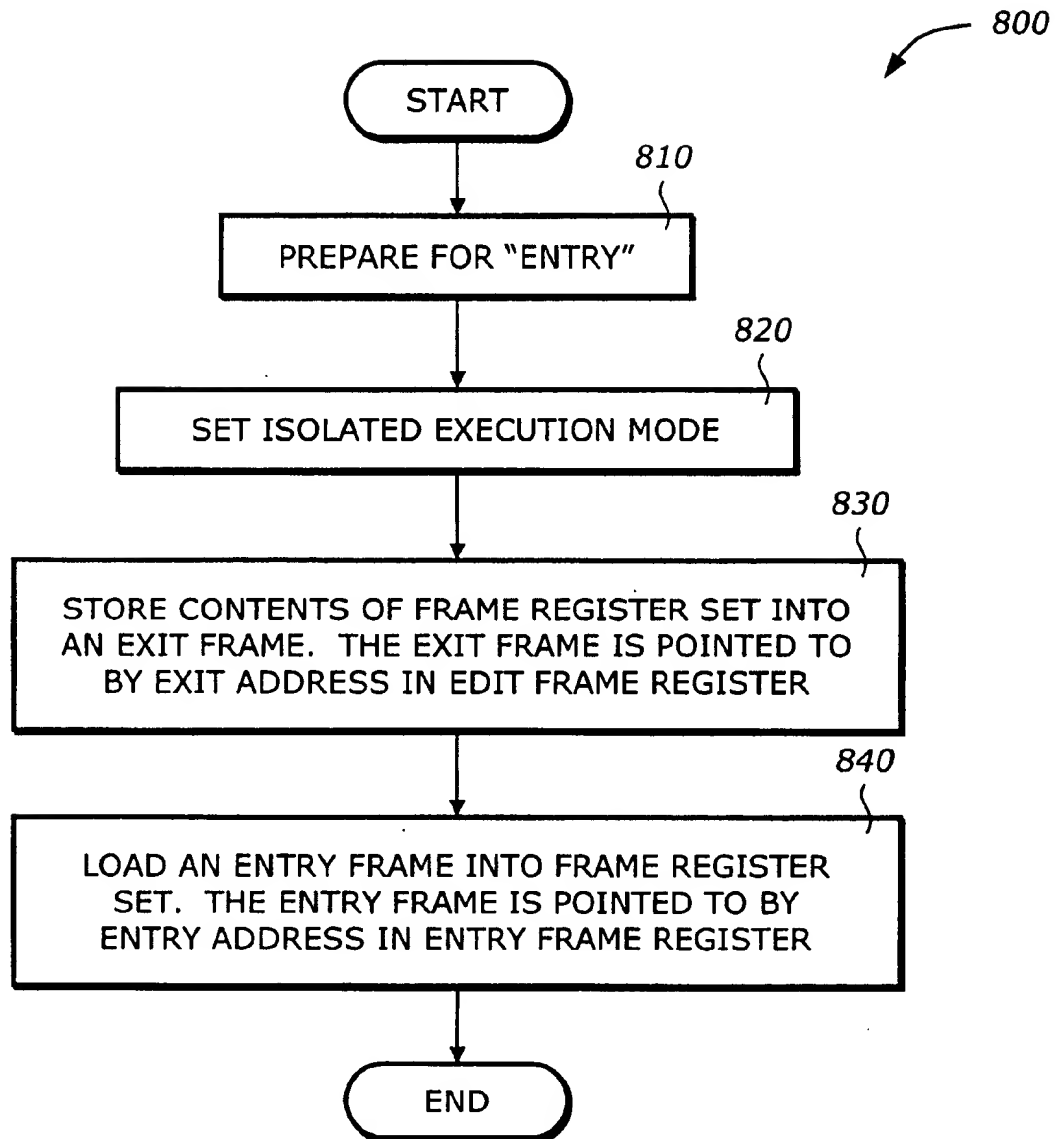 800
START
810
PREPARE FOR “ENTRY”
820
SET ISOLATED EXECUTION MODE
830
STORE CONTENTS OF FRAME REGISTER SET INTO
AN EXIT FRAME. THE EXIT FRAME IS POINTED TO
BY EXIT ADDRESS IN EDIT FRAME REGISTER
840
LOAD AN ENTRY FRAME INTO FRAME REGISTER
SET. THE ENTRY FRAME IS POINTED TO BY
ENTRY ADDRESS IN ENTRY FRAME REGISTER
END